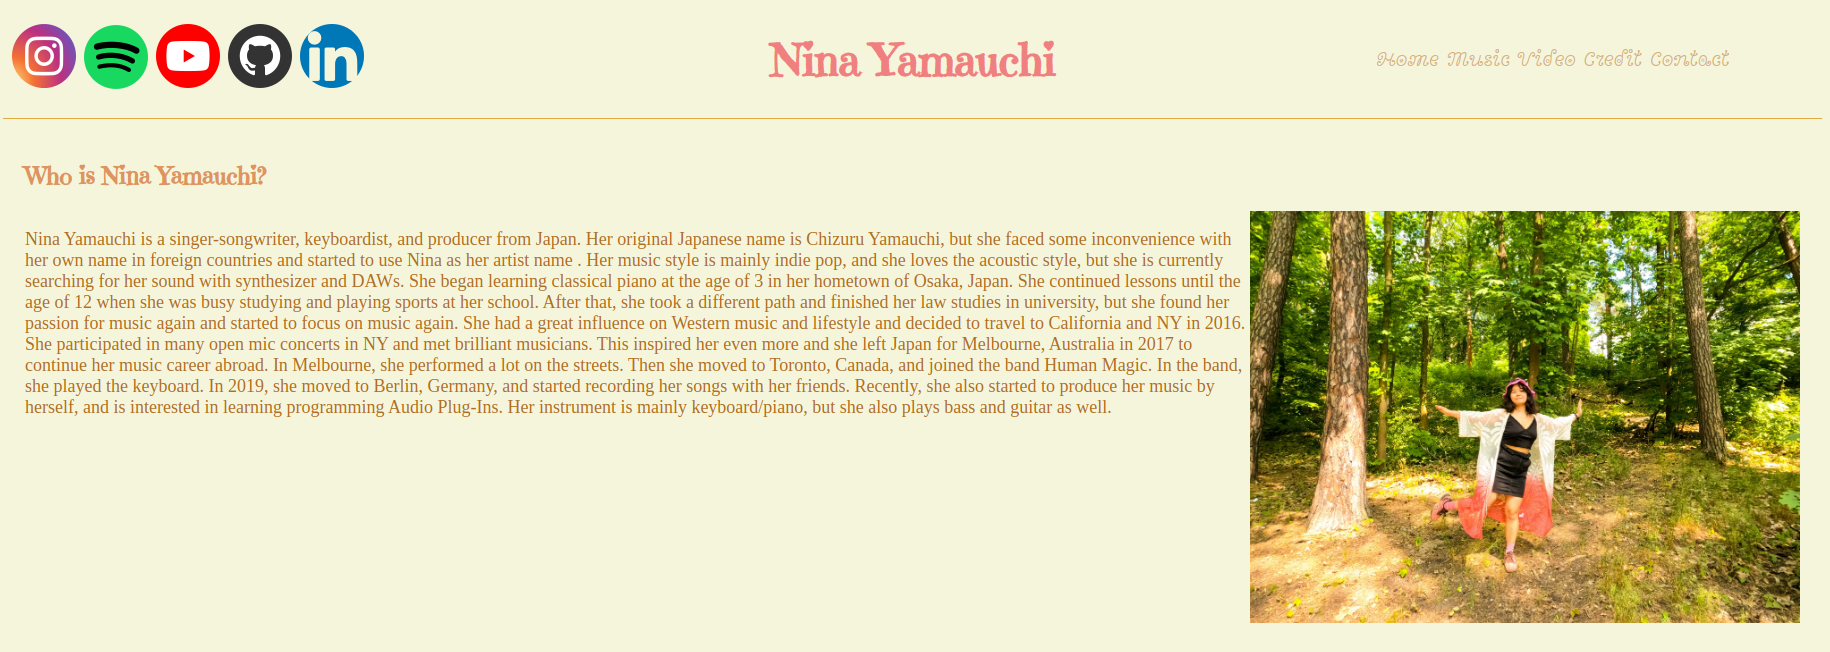 Nina Yamauchi
Home Music Video Credit Contact
Who is Nina Yamauchi?
Nina Yamauchi is a singer-songwriter, keyboardist, and producer from Japan. Her original Japanese name is Chizuru Yamauchi, but she faced some inconvenience with
her own name in foreign countries and started to use Nina as her artist name . Her music style is mainly indie pop, and she loves the acoustic style, but she is currently
searching for her sound with synthesizer and DAWs. She began learning classical piano at the age of 3 in her hometown of Osaka, Japan. She continued lessons until the
age of 12 when she was busy studying and playing sports at her school. After that, she took a different path and finished her law studies in university, but she found her
passion for music again and started to focus on music again. She had a great influence on Western music and lifestyle and decided to travel to California and NY in 2016.
She participated in many open mic concerts in NY and met brilliant musicians. This inspired her even more and she left Japan for Melbourne, Australia in 2017 to
continue her music career abroad. In Melbourne, she performed a lot on the streets. Then she moved to Toronto, Canada, and joined the band Human Magic. In the band,
she played the keyboard. In 2019, she moved to Berlin, Germany, and started recording her songs with her friends. Recently, she also started to produce her music by
herself, and is interested in learning programming Audio Plug-Ins. Her instrument is mainly keyboard/piano, but she also plays bass and guitar as well.